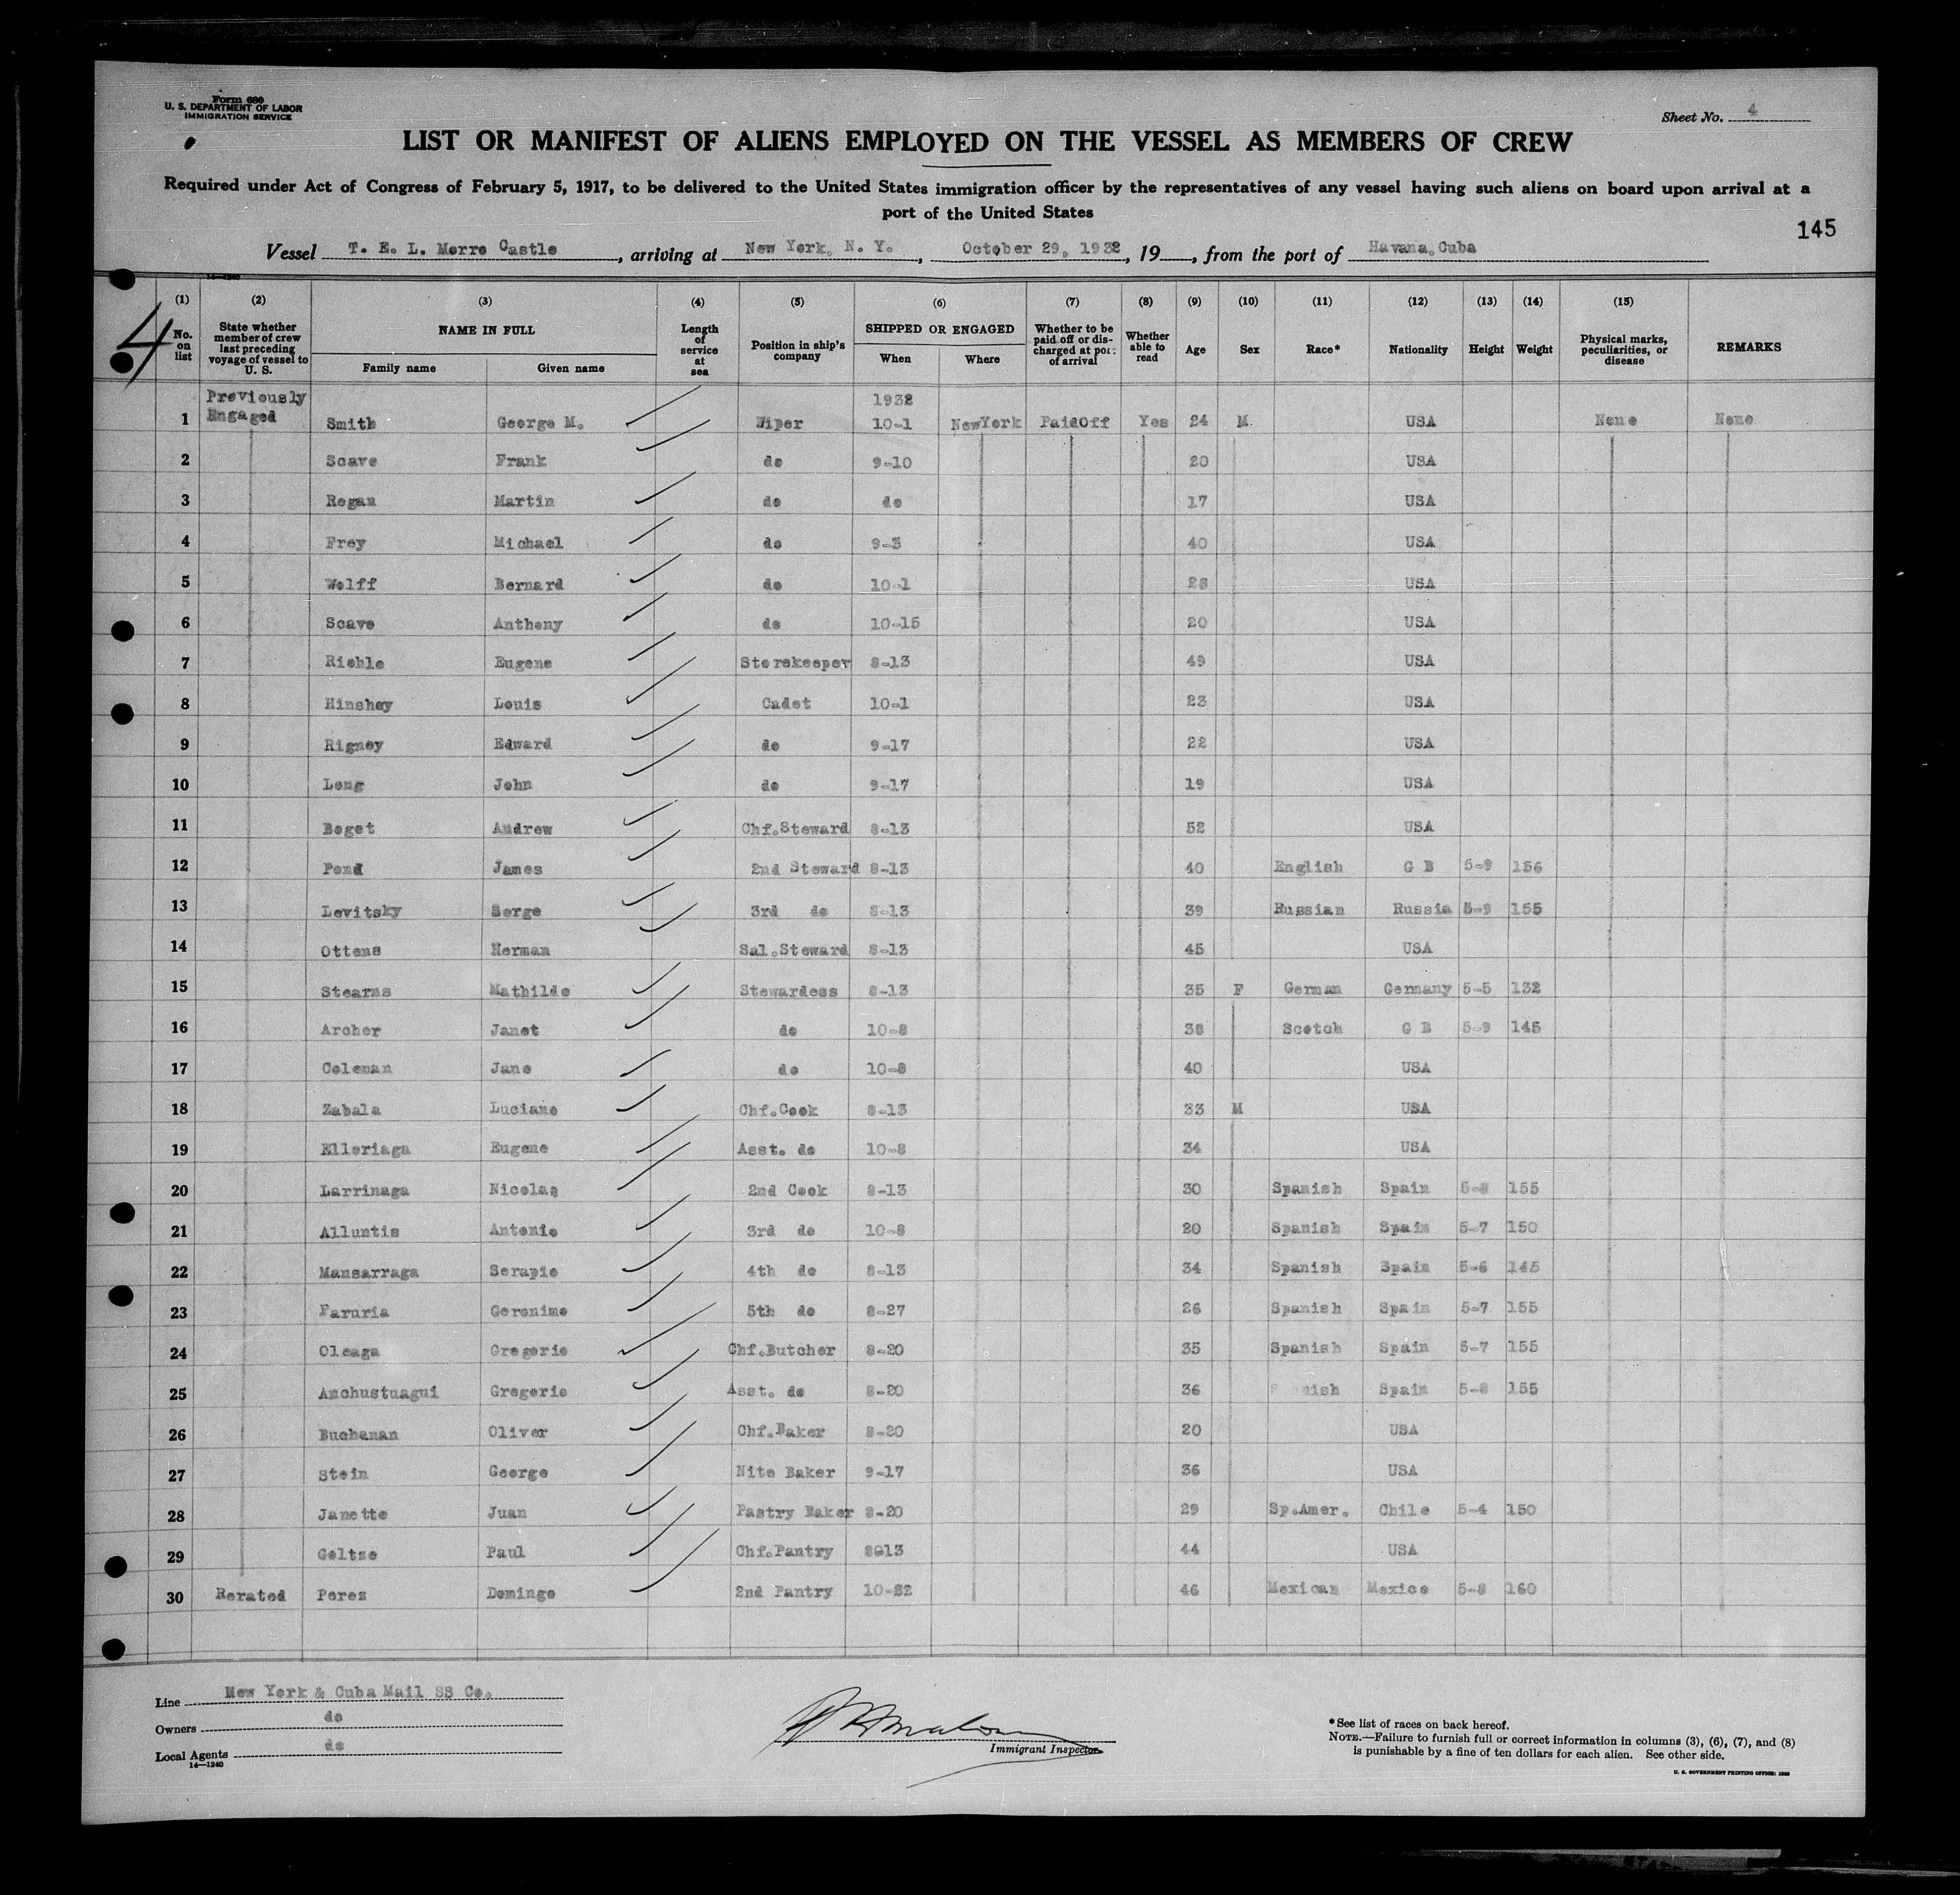 Form 680
U. S. DEPARTMENT OF LABOR
IMMIGRATION SERVICE
Sheet No. 4
LIST OR MANIFEST OF ALIENS EMPLOYED ON THE VESSEL AS MEMBERS OF CREW
Required under Act of Congress of February 5, 1917, to be delivered to the United States immigration officer by the representatives of any vessel having such aliens on board upon arrival at a
port of the United States
145
Vessel T. E. L. Morro Castle, arriving at New York, N. Y., October 29, 1932, 19, from the port of Havana, Cuba
4
(1) No. on list (2) State whether member of crew last preceding voyage of vessel to U. S. (3) NAME IN FULL Family name Given name (4) Length of service at sea (5) Position in ship's company (6) SHIPPED OR ENGAGED When Where (7) Whether to be paid off or discharged at port of arrival (8) Whether able to read (9) Age (10) Sex (11) Race* (12) Nationality (13) Height (14) Weight (15) Physical marks, peculiarities, or disease REMARKS
Previously 1932
1 Engaged Smith George M. Wiper 10-1 NewYork PaidOff Yes 24 M. USA None None
2 Scavo Frank do 9-10 20 USA
3 Regan Martin do do 17 USA
4 Frey Michael do 9-3 40 USA
5 Wolff Bernard do 10-1 28 USA
6 Scavo Anthony do 10-15 20 USA
7 Riehle Eugene Storekeeper 8-13 49 USA
8 Hinshey Louis Cadet 10-1 23 USA
9 Rigney Edward do 9-17 22 USA
10 Long John do 9-17 19 USA
11 Boget Andrew Chf.Steward 8-13 52 USA
12 Pond James 2nd Steward 8-13 40 English G B 5-9 156
13 Levitsky Serge 3rd do 8-13 39 Russian Russia 5-9 155
14 Ottens Herman Sal.Steward 8-13 45 USA
15 Stearns Mathilde Stewardess 8-13 35 F German Germany 5-5 132
16 Archer Janet do 10-8 38 Scotch G B 5-9 145
17 Coleman Jane do 10-8 40 USA
18 Zabala Luciano Chf.Cook 8-13 33 M USA
19 Elloriaga Eugene Asst. do 10-8 34 USA
20 Larrinaga Nicolas 2nd Cook 8-13 30 Spanish Spain 5-8 155
21 Alluntis Antonio 3rd do 10-8 20 Spanish Spain 5-7 150
22 Mansarraga Serapio 4th do 8-13 34 Spanish Spain 5-6 145
23 Faruria Geronimo 5th do 8-27 26 Spanish Spain 5-7 155
24 Oleaga Gregorio Chf.Butcher 8-20 35 Spanish Spain 5-7 155
25 Anchustuagui Gregorio Asst. do 8-20 36 Spain 5-8 155
26 Buchanan Oliver Chf.Baker 8-20 20 USA
27 Stein George Nite Baker 9-17 36 USA
28 Janette Juan Pastry Baker 8-20 29 Sp.Amer. Chile 5-4 150
29 Goltze Paul Chf.Pantry 8@13 44 USA
30 Rerated Perez Domingo 2nd Pantry 10-22 46 Mexican Mexico 5-8 160
Line New York & Cuba Mail SS Co.
Owners do
Local Agents do
14—1240
Immigrant Inspector
*See list of races on back hereof.
NOTE.—Failure to furnish full or correct information in columns (3), (6), (7), and (8)
is punishable by a fine of ten dollars for each alien. See other side.
U. S. GOVERNMENT PRINTING OFFICE: 1930